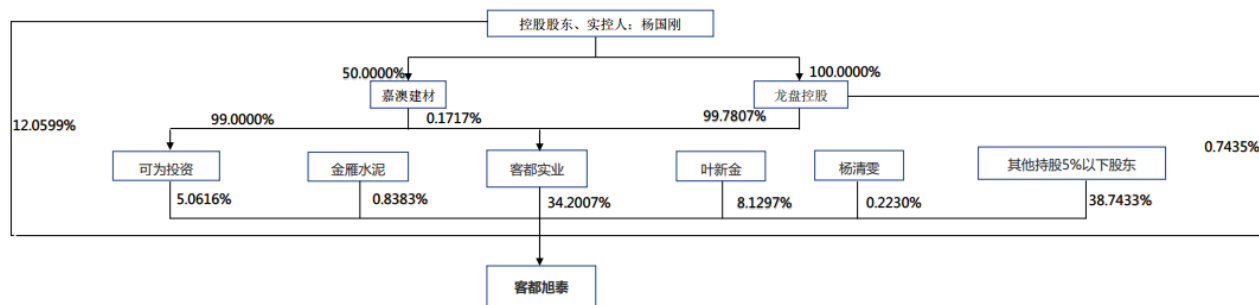 控股股东、实控人：杨国刚
50.0000%
100.0000%
嘉澳建材
龙盘控股
12.0599%
99.0000%
0.1717%
99.7807%
0.7435%
可为投资
金雁水泥
客都实业
叶新金
杨清雯
其他持股5%以下股东
5.0616%
0.8383%
34.2007%
8.1297%
0.2230%
38.7433%
客都旭泰